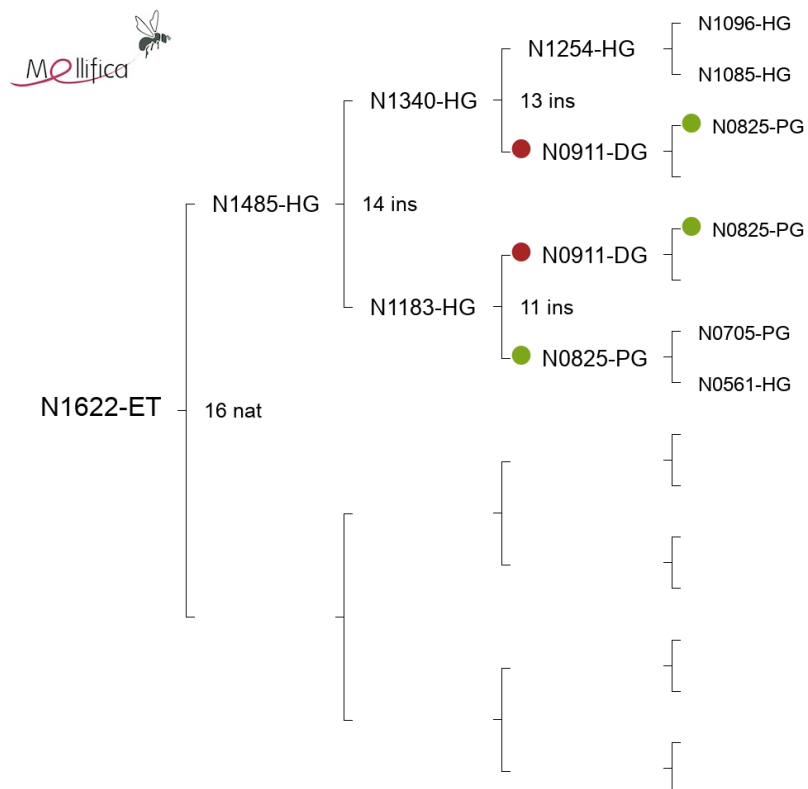 Mellifica
N1096-HG
N1254-HG
N1085-HG
N1340-HG
13 ins
N0825-PG
N0911-DG
N1485-HG
14 ins
N0825-PG
N0911-DG
N1183-HG
11 ins
N0705-PG
N0825-PG
N0561-HG
N1622-ET
16 nat